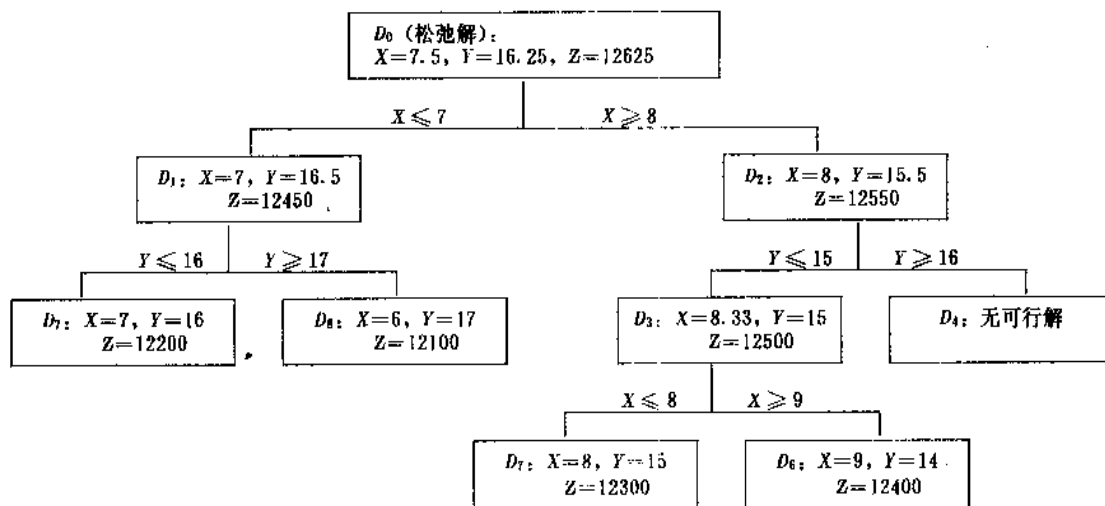 D₀ (松弛解):
X=7.5, Y=16.25, Z=12625
X⩽7 X⩾8
D₁: X=7, Y=16.5
Z=12450
D₂: X=8, Y=15.5
Z=12550
Y⩽16 Y⩾17
Y⩽15 Y⩾16
D₇: X=7, Y=16
Z=12200
D₈: X=6, Y=17
Z=12100
D₃: X=8.33, Y=15
Z=12500
D₄: 无可行解
X⩽8 X⩾9
D₇: X=8, Y=15
Z=12300
D₆: X=9, Y=14
Z=12400